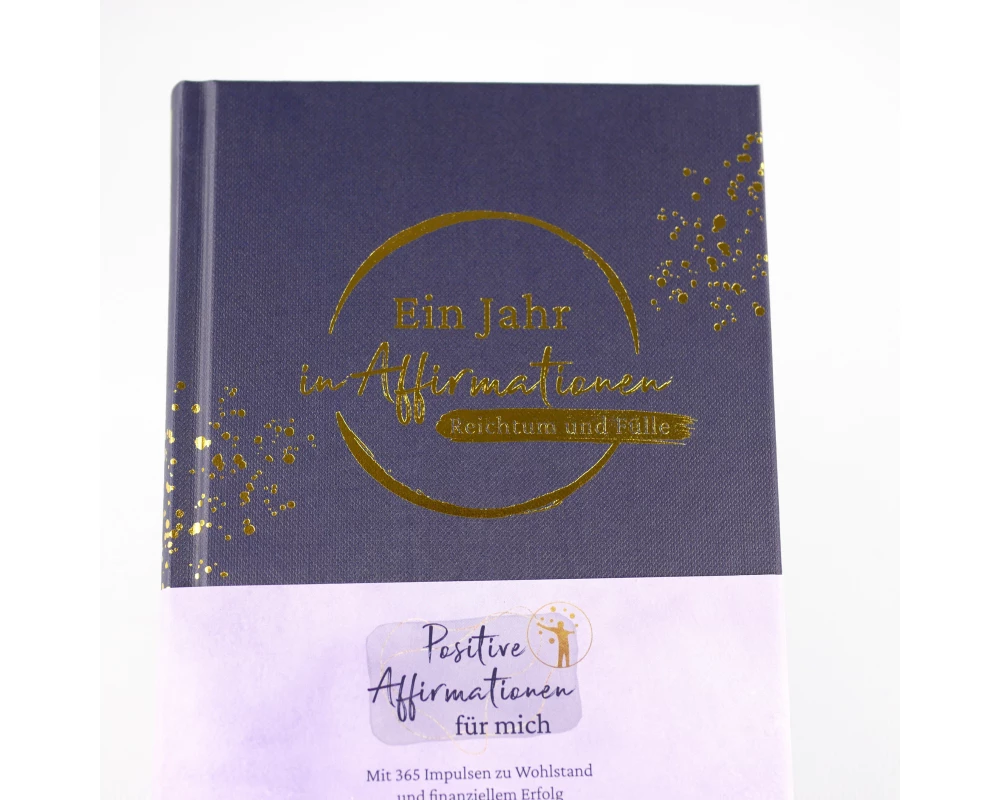 Ein Jahr
in Affirmationen
Reichtum und Fülle
Positive
Affirmationen
für mich
Mit 365 Impulsen zu Wohlstand
und finanziellem Erfolg